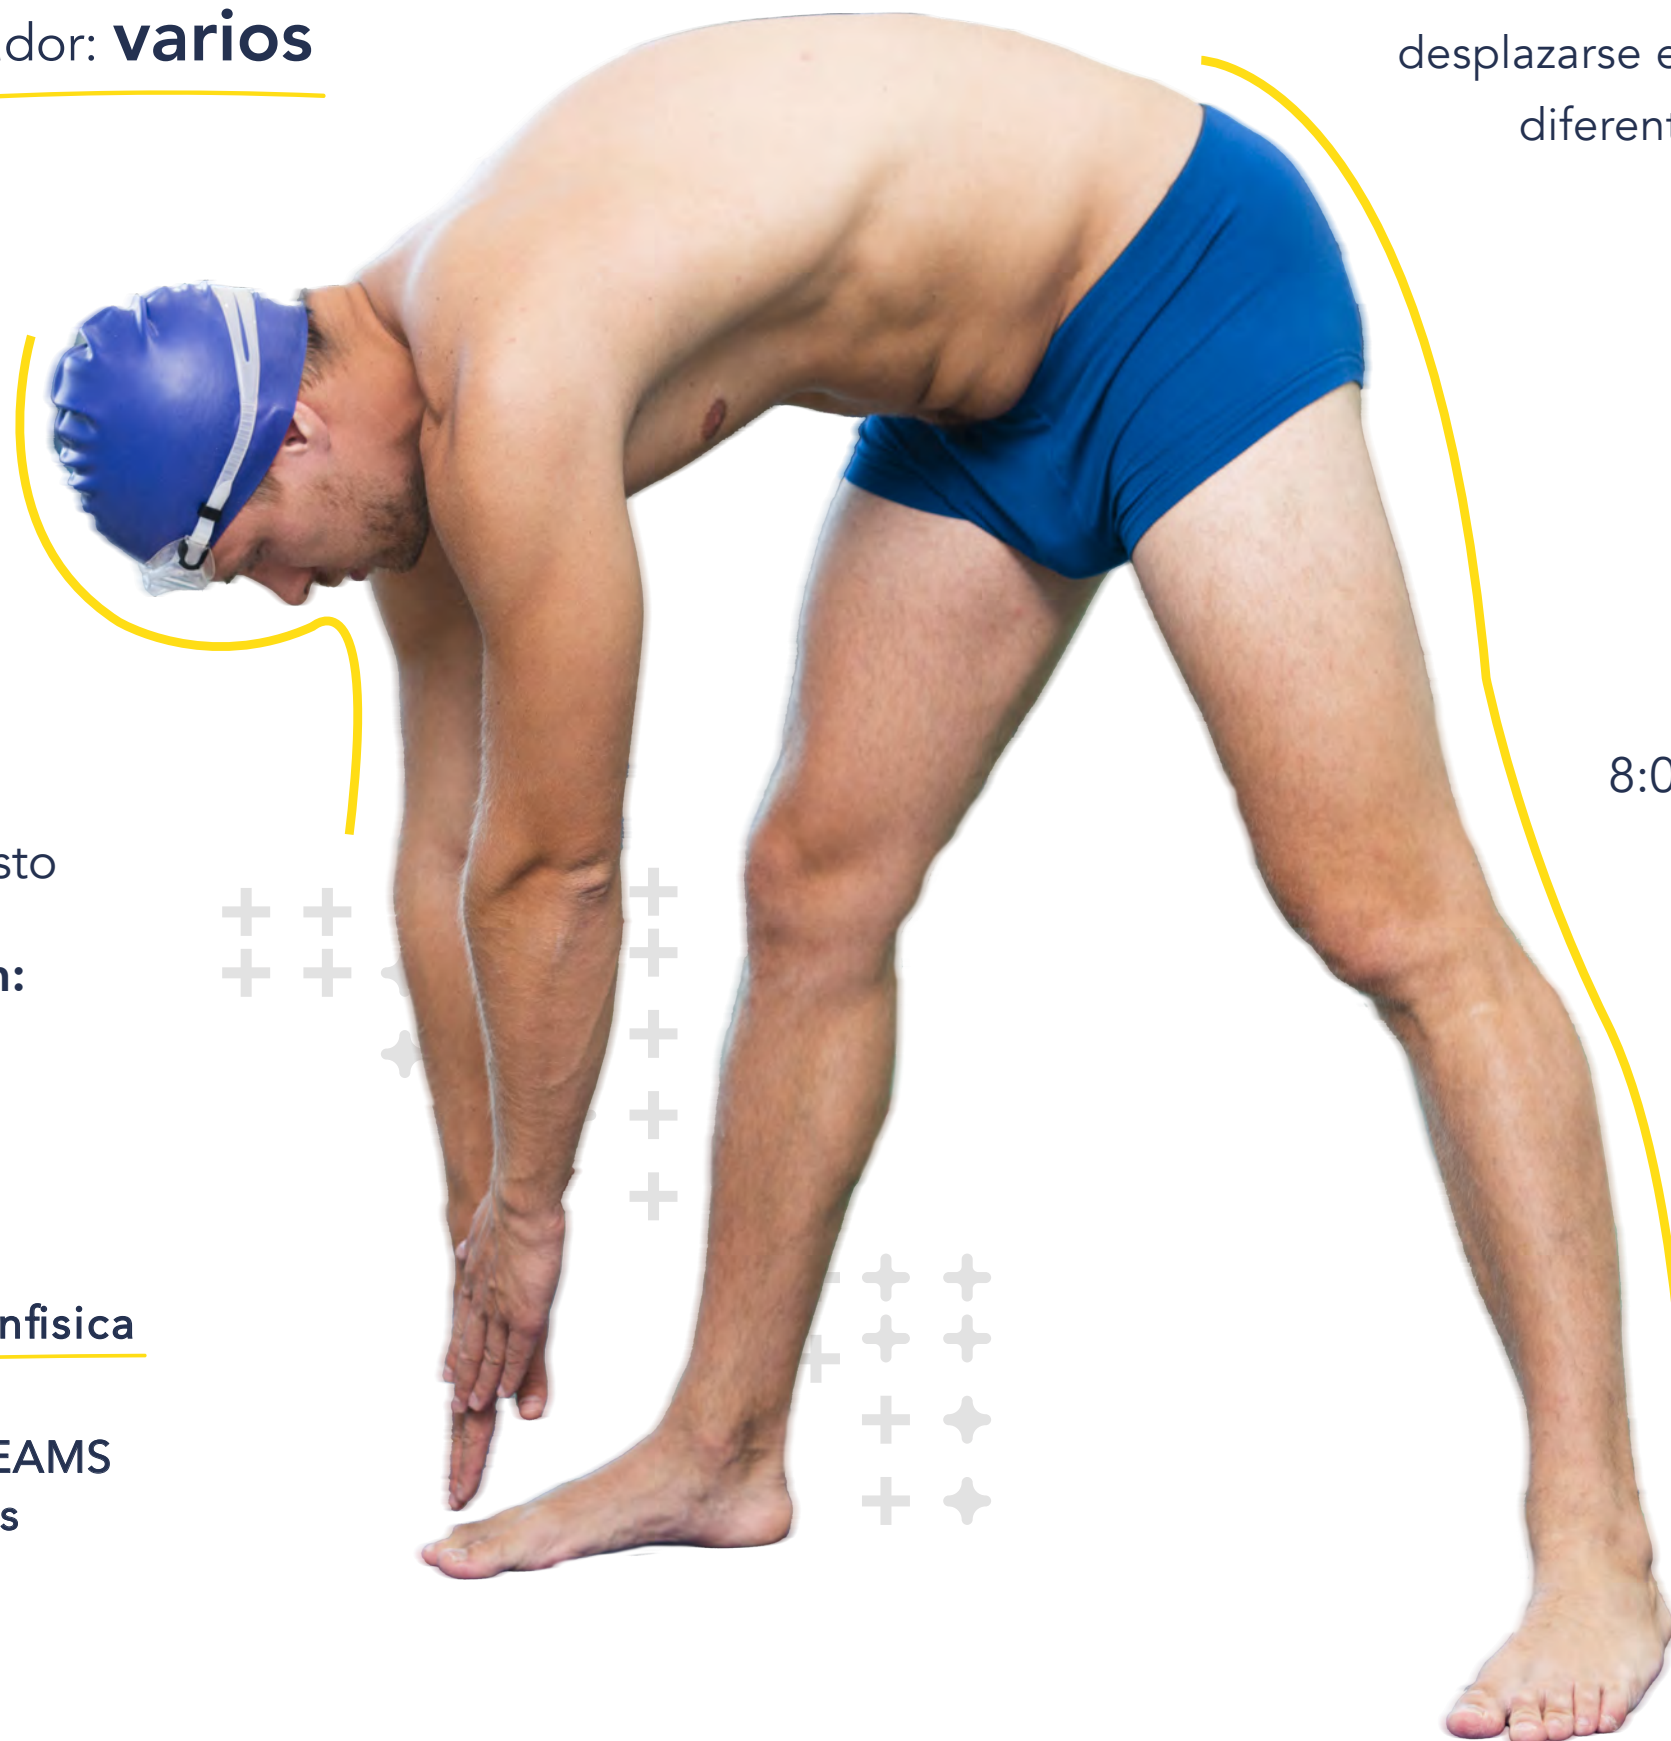 dor: varios
desplazarse e
diferent
8:0
sto
n:
nfisica
EAMS
s